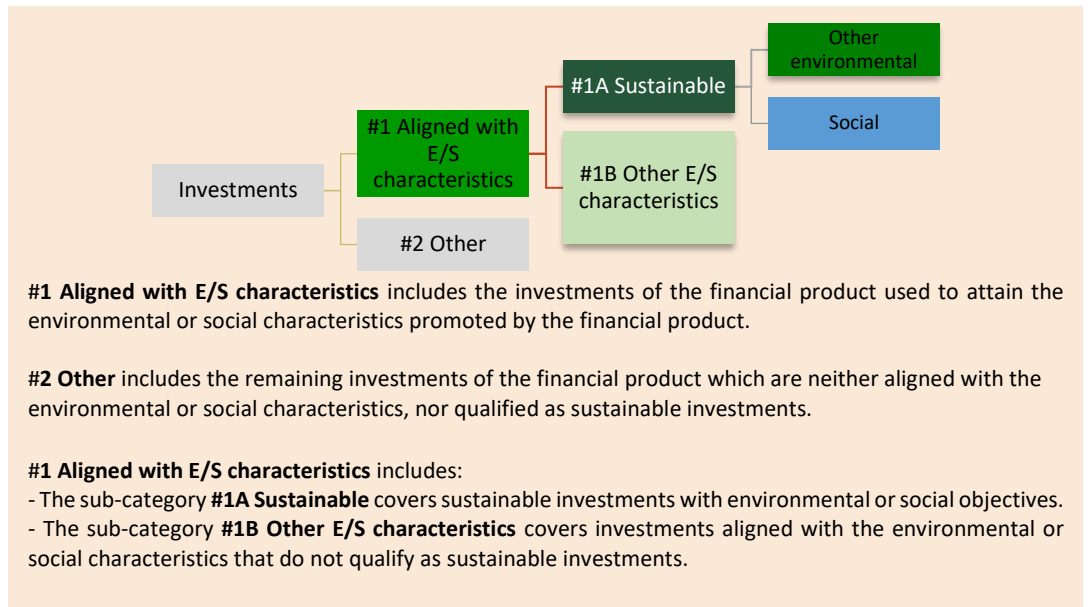 Other
environmental
#1A Sustainable
Social
#1 Aligned with
E/S
characteristics
#1B Other E/S
characteristics
Investments
#2 Other
#1 Aligned with E/S characteristics includes the investments of the financial product used to attain the
environmental or social characteristics promoted by the financial product.
#2 Other includes the remaining investments of the financial product which are neither aligned with the
environmental or social characteristics, nor qualified as sustainable investments.
#1 Aligned with E/S characteristics includes:
- The sub-category #1A Sustainable covers sustainable investments with environmental or social objectives.
- The sub-category #1B Other E/S characteristics covers investments aligned with the environmental or
social characteristics that do not qualify as sustainable investments.